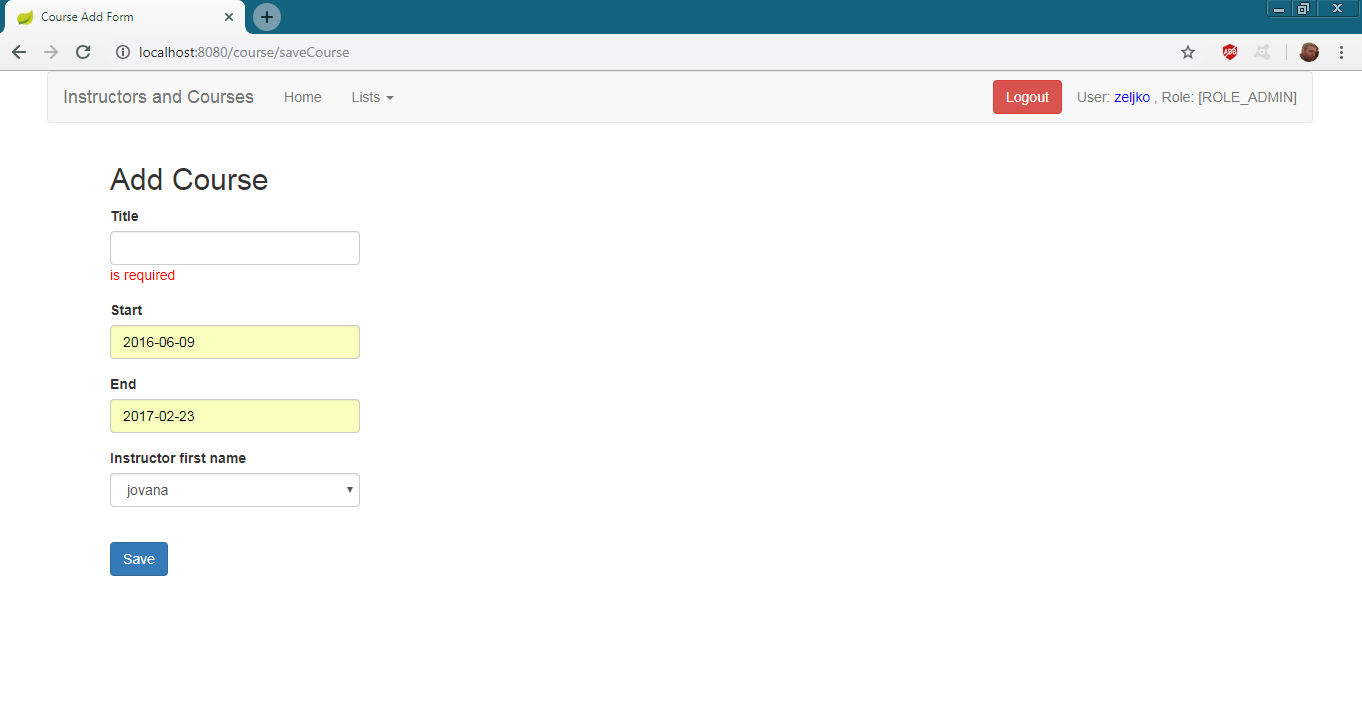 Course Add Form
localhost:8080/course/saveCourse
ABP
Instructors and Courses Home Lists Logout User: zeljko , Role: [ROLE_ADMIN]
Add Course
Title
is required
Start
2016-06-09
End
2017-02-23
Instructor first name
jovana
Save